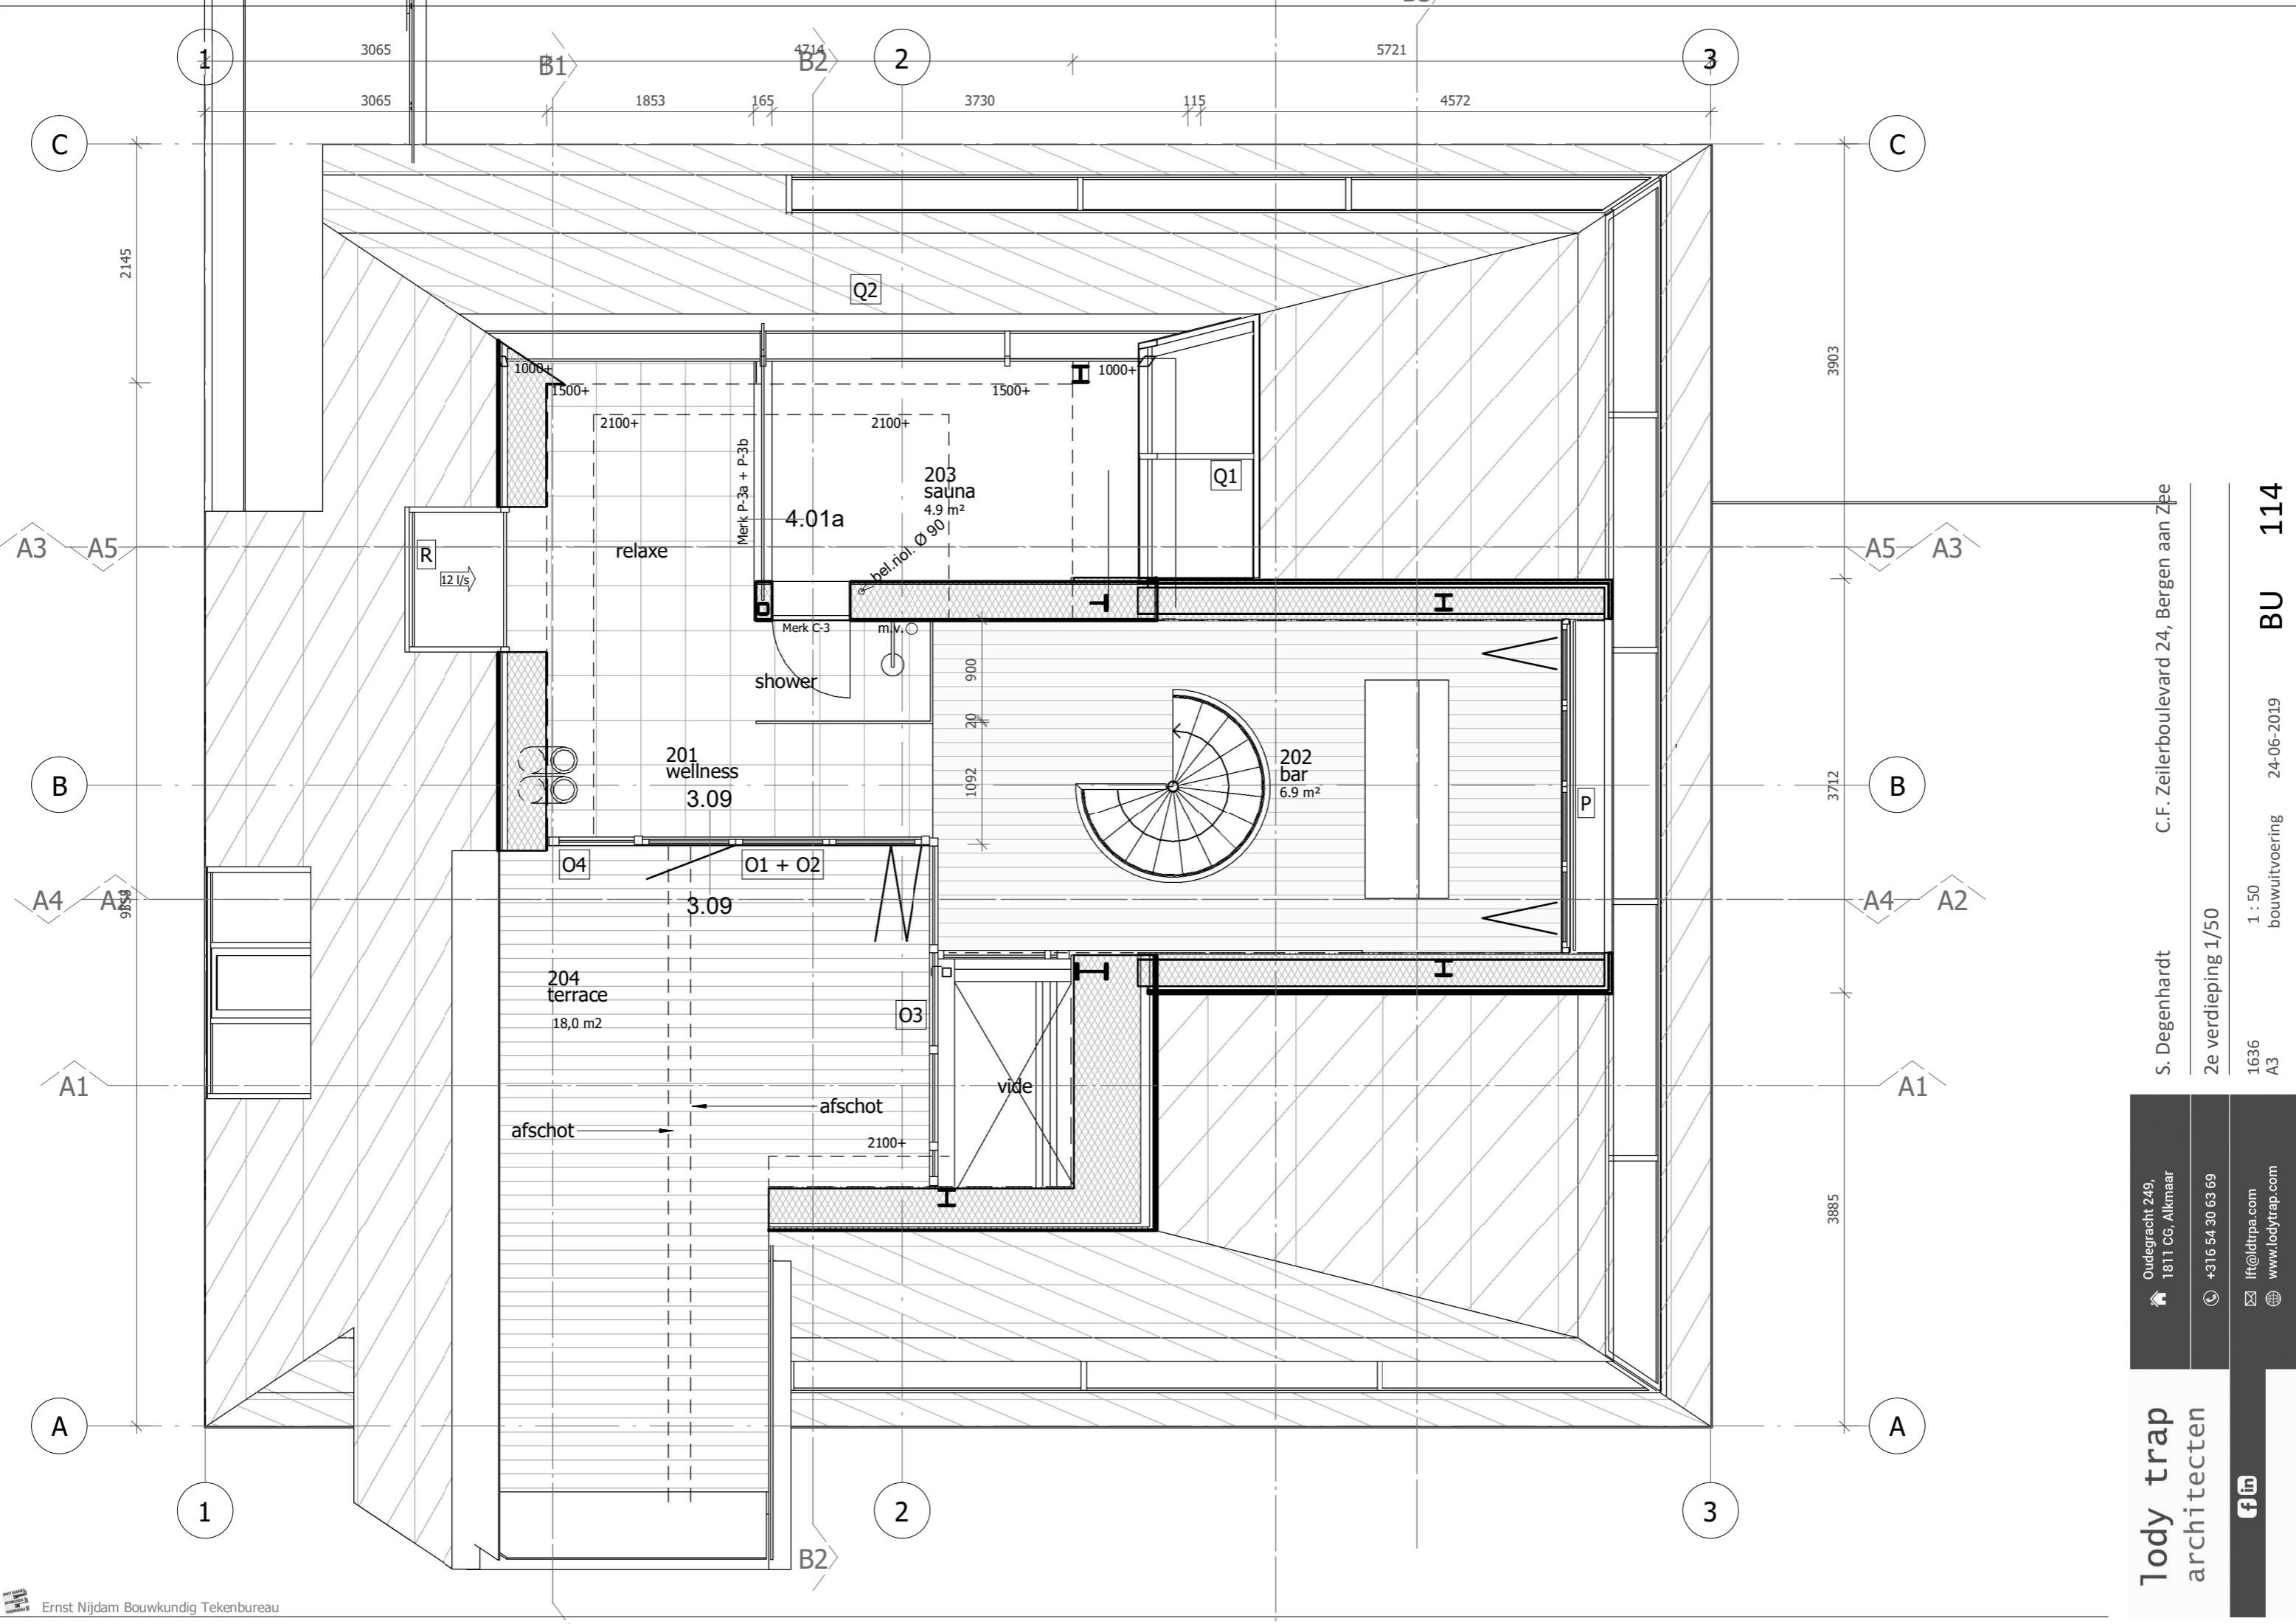 1
3065
B1
4714
B2
2
5721
3
3065
1853
165
3730
115
4572
C
C
2145
3903
Q2
1000+
1500+
1500+
1000+
2100+
2100+
Merk P-3a + P-3b
203
sauna
4.9 m²
4.01a
bel.riol. Ø 90
Q1
relaxe
A3
A5
A5
A3
R
12 l/s
Merk C-3
m.v.
shower
900
20
1092
201
wellness
3.09
202
bar
6.9 m²
B
B
3712
P
O4
O1 + O2
A4
3.09
A4
A2
204
terrace
18,0 m2
O3
A1
vide
A1
afschot
afschot
2100+
3885
A
A
1
2
3
B2
Ernst Nijdam Bouwkundig Tekenbureau
S. Degenhardt
C.F. Zeilerboulevard 24, Bergen aan Zee
2e verdieping 1/50
1636
1 : 50
24-06-2019
BU 114
A3
bouwuitvoering
Oudegracht 249,
1811 CG, Alkmaar
+316 54 30 63 69
lft@ldtrpa.com
www.lodytrap.com
lody trap
architecten
f in